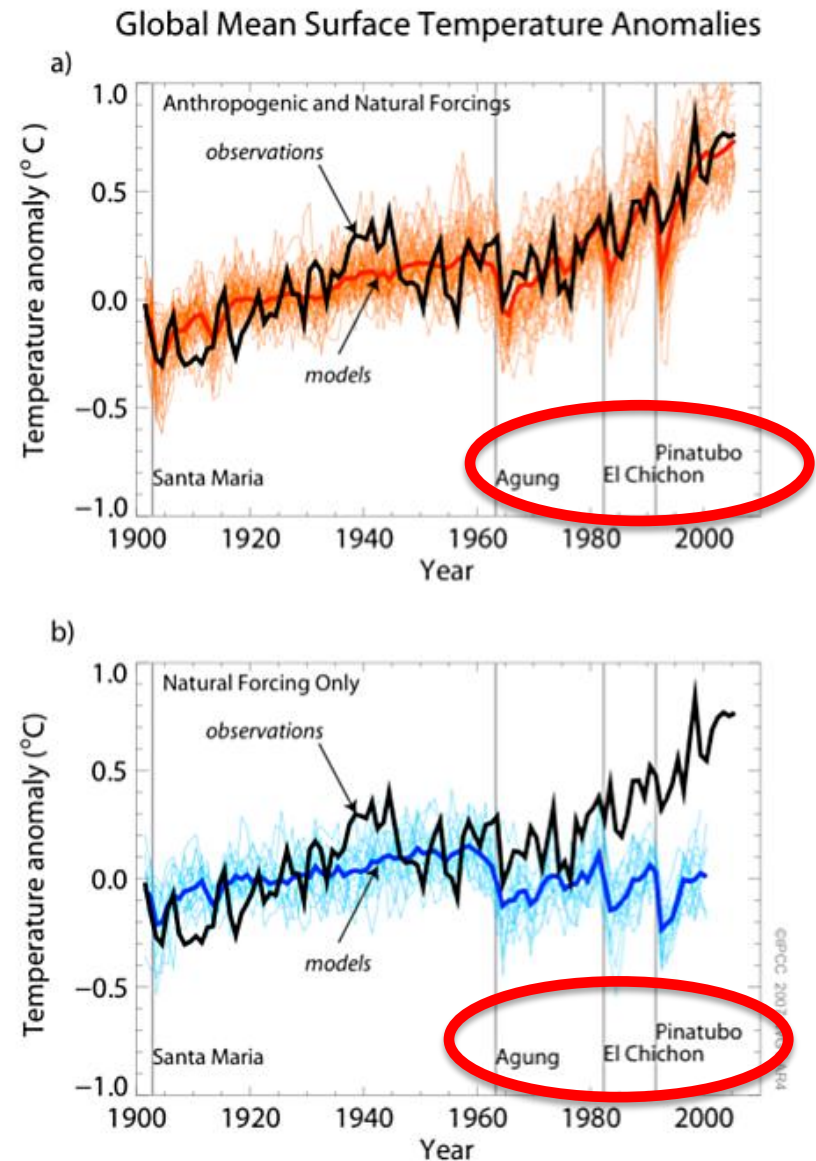 Global Mean Surface Temperature Anomalies
a)
Temperature anomaly (° C)
1.0
0.5
0.0
−0.5
−1.0
Anthropogenic and Natural Forcings
observations
models
Santa Maria
Agung
El Chichon
Pinatubo
1900 1920 1940 1960 1980 2000
Year
b)
Temperature anomaly (°C)
1.0
0.5
0.0
−0.5
−1.0
Natural Forcing Only
observations
models
Santa Maria
Agung
El Chichon
Pinatubo
©IPCC 2007 AR4
1900 1920 1940 1960 1980 2000
Year